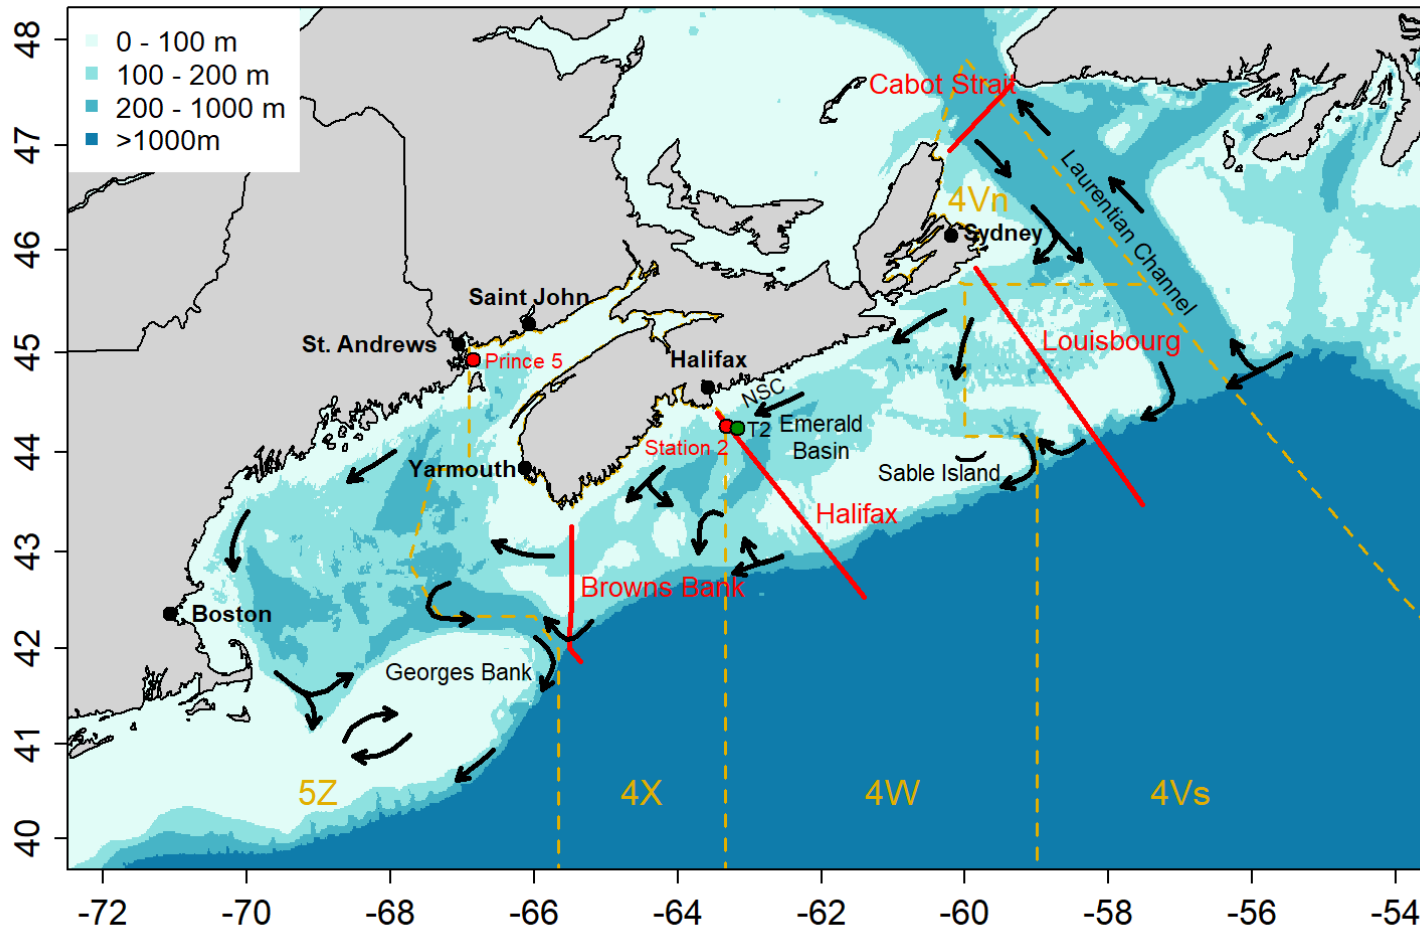 0 - 100 m
100 - 200 m
200 - 1000 m
>1000m
48
47
46
45
44
43
42
41
40
Cabot Strait
4Vn
Sydney
Laurentian Channel
Saint John
St. Andrews
Prince 5
Halifax
Louisbourg
NSC
T2
Emerald
Basin
Station 2
Yarmouth
Sable Island
Halifax
Browns Bank
Boston
Georges Bank
5Z
4X
4W
4Vs
-72
-70
-68
-66
-64
-62
-60
-58
-56
-54